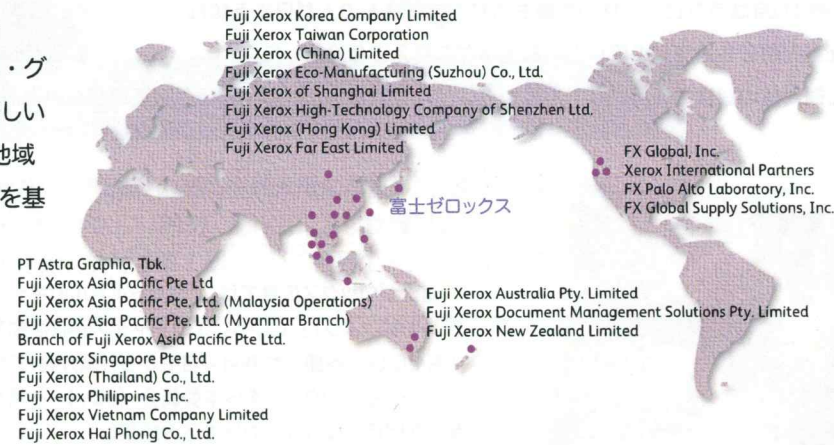 ・グ
しい
地域
を基
Fuji Xerox Korea Company Limited
Fuji Xerox Taiwan Corporation
Fuji Xerox (China) Limited
Fuji Xerox Eco-Manufacturing (Suzhou) Co., Ltd.
Fuji Xerox of Shanghai Limited
Fuji Xerox High-Technology Company of Shenzhen Ltd.
Fuji Xerox (Hong Kong) Limited
Fuji Xerox Far East Limited
富士ゼロックス
FX Global, Inc.
Xerox International Partners
FX Palo Alto Laboratory, Inc.
FX Global Supply Solutions, Inc.
PT Astra Graphia, Tbk.
Fuji Xerox Asia Pacific Pte Ltd
Fuji Xerox Asia Pacific Pte. Ltd. (Malaysia Operations)
Fuji Xerox Asia Pacific Pte. Ltd. (Myanmar Branch)
Branch of Fuji Xerox Asia Pacific Pte Ltd.
Fuji Xerox Singapore Pte Ltd
Fuji Xerox (Thailand) Co., Ltd.
Fuji Xerox Philippines Inc.
Fuji Xerox Vietnam Company Limited
Fuji Xerox Hai Phong Co., Ltd.
Fuji Xerox Australia Pty. Limited
Fuji Xerox Document Management Solutions Pty. Limited
Fuji Xerox New Zealand Limited